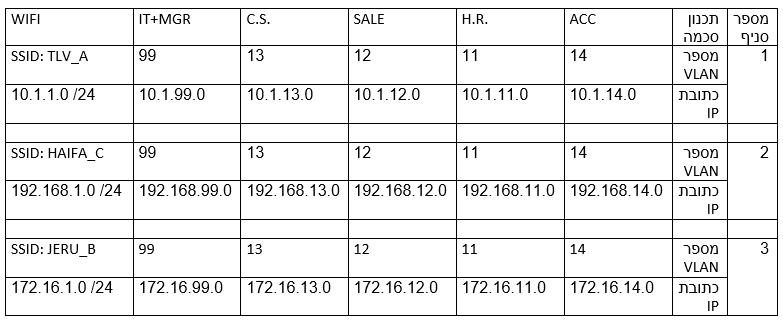 WIFI IT+MGR C.S. SALE H.R. ACC תכנון סכמה מספר סניף
SSID: TLV_A 99 13 12 11 14 מספר VLAN 1
10.1.1.0 /24 10.1.99.0 10.1.13.0 10.1.12.0 10.1.11.0 10.1.14.0 כתובת IP
SSID: HAIFA_C 99 13 12 11 14 מספר VLAN 2
192.168.1.0 /24 192.168.99.0 192.168.13.0 192.168.12.0 192.168.11.0 192.168.14.0 כתובת IP
SSID: JERU_B 99 13 12 11 14 מספר VLAN 3
172.16.1.0 /24 172.16.99.0 172.16.13.0 172.16.12.0 172.16.11.0 172.16.14.0 כתובת IP